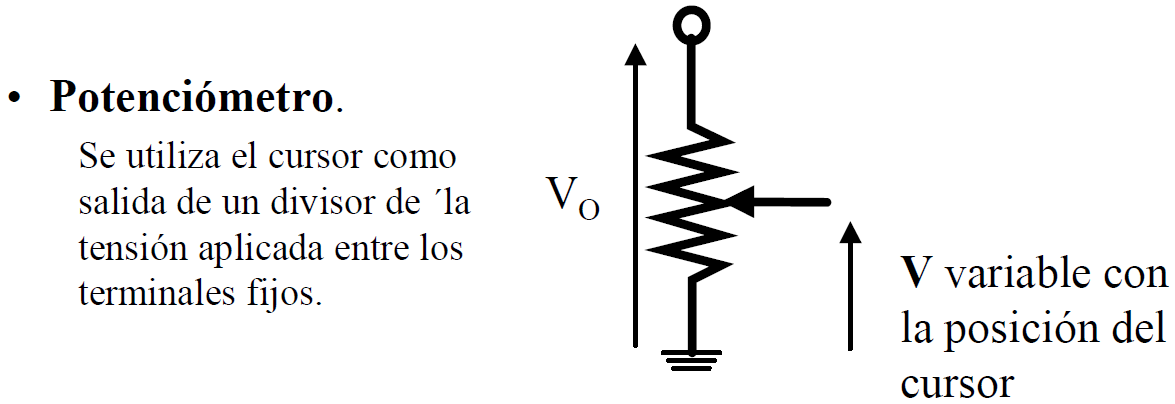 • Potenciómetro.
Se utiliza el cursor como
salida de un divisor de ´la
tensión aplicada entre los
terminales fijos.
VO
V variable con
la posición del
cursor